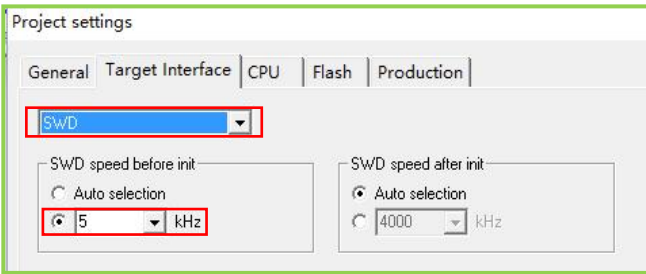 Project settings
General Target Interface CPU Flash Production
SWD
SWD speed before init SWD speed after init
Auto selection Auto selection
5 kHz 4000 kHz